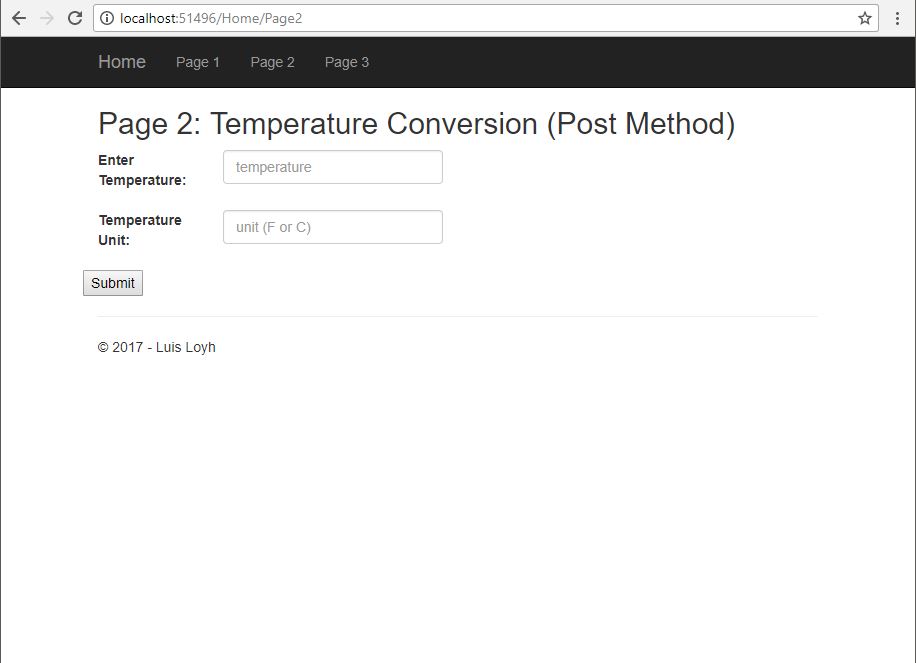 localhost:51496/Home/Page2
Home Page 1 Page 2 Page 3
Page 2: Temperature Conversion (Post Method)
Enter
Temperature:
temperature
Temperature
Unit:
unit (F or C)
Submit
© 2017 - Luis Loyh